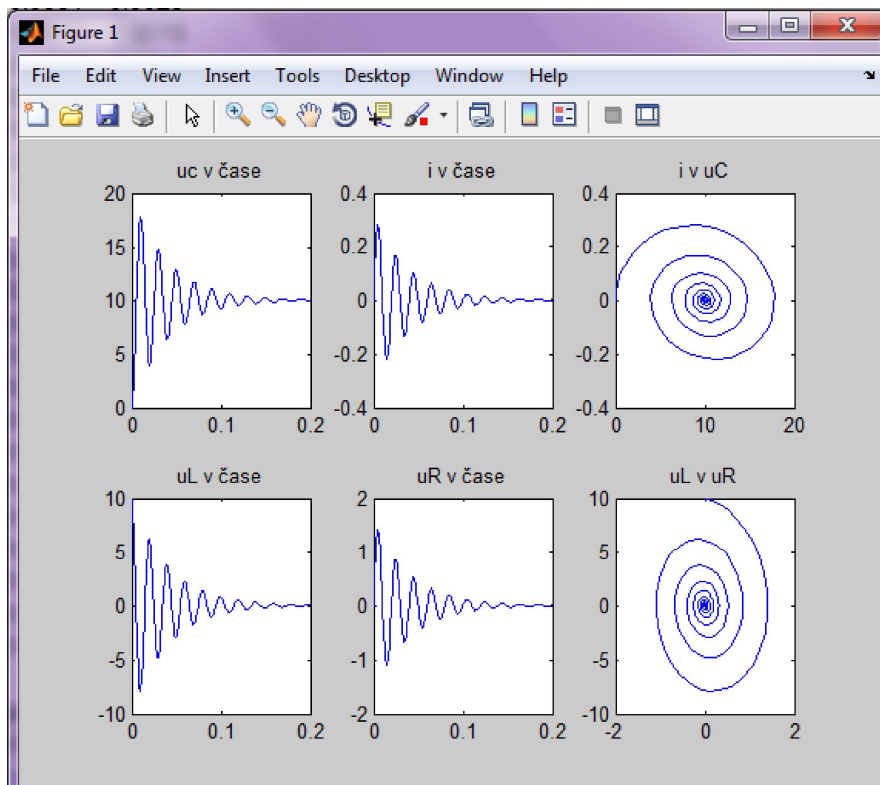 Figure 1
File Edit View Insert Tools Desktop Window Help
uc v čase
20
15
10
5
0
0 0.1 0.2
i v čase
0.4
0.2
0
-0.2
-0.4
0 0.1 0.2
i v uC
0.4
0.2
0
-0.2
-0.4
0 10 20
uL v čase
10
5
0
-5
-10
0 0.1 0.2
uR v čase
2
1
0
-1
-2
0 0.1 0.2
uL v uR
10
5
0
-5
-10
-2 0 2